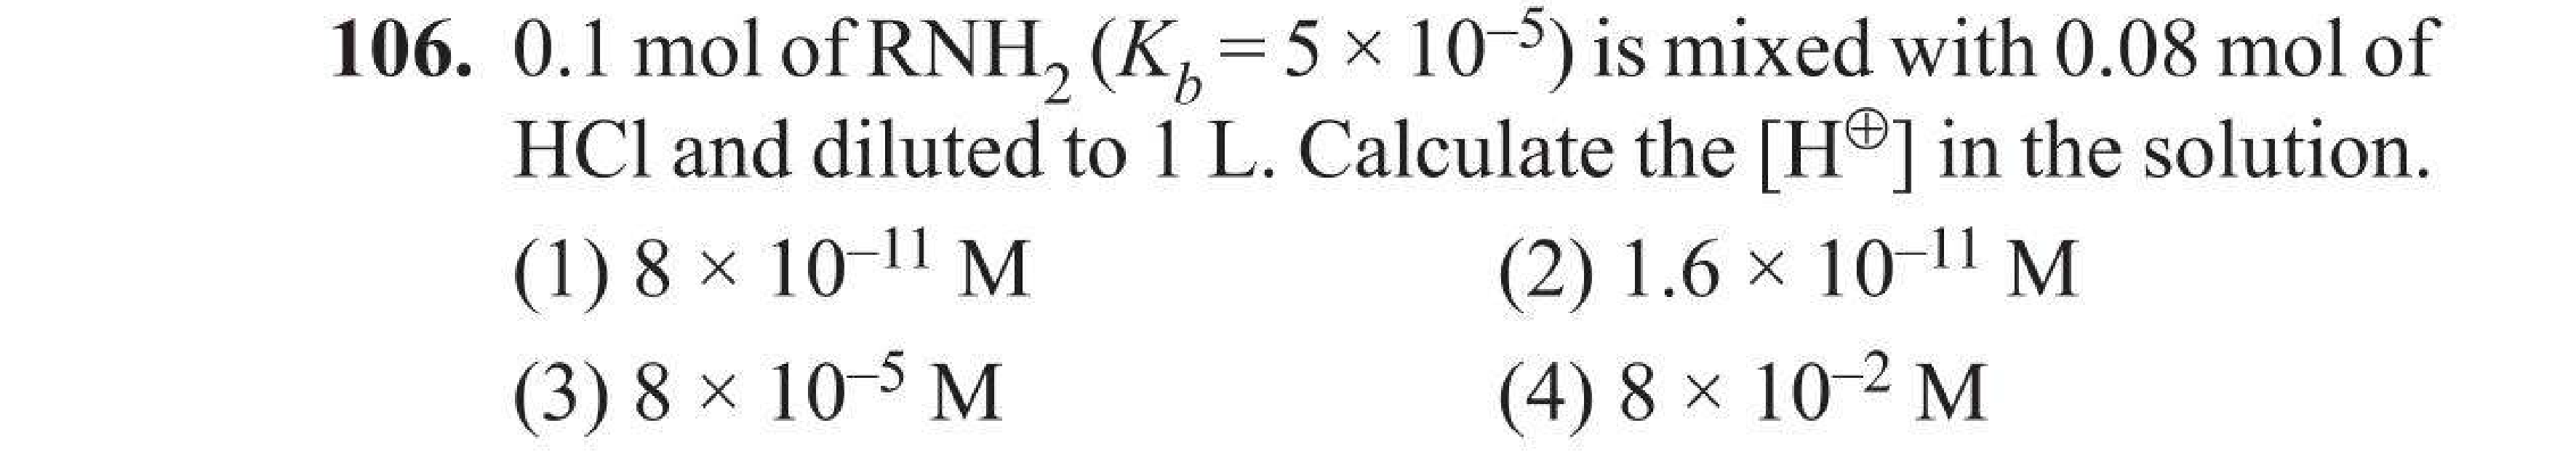 106. 0.1 mol of RNH₂ (K_b = 5 × 10⁻⁵) is mixed with 0.08 mol of
HCl and diluted to 1 L. Calculate the [H^⊕] in the solution.
(1) 8 × 10⁻¹¹ M (2) 1.6 × 10⁻¹¹ M
(3) 8 × 10⁻⁵ M (4) 8 × 10⁻² M